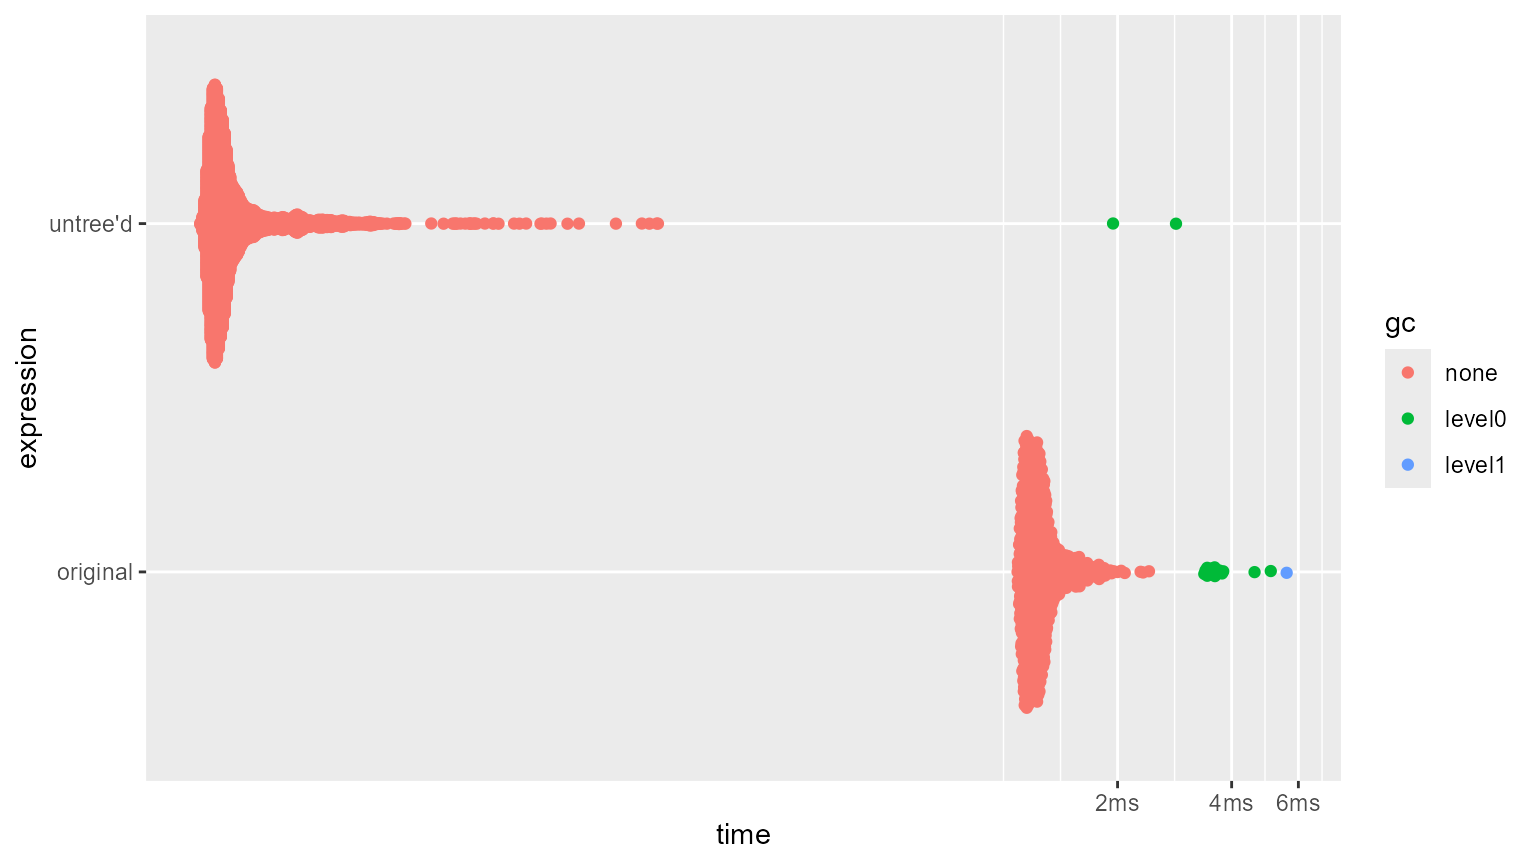 untree'd
original
expression
2ms
4ms
6ms
time
gc
none
level0
level1